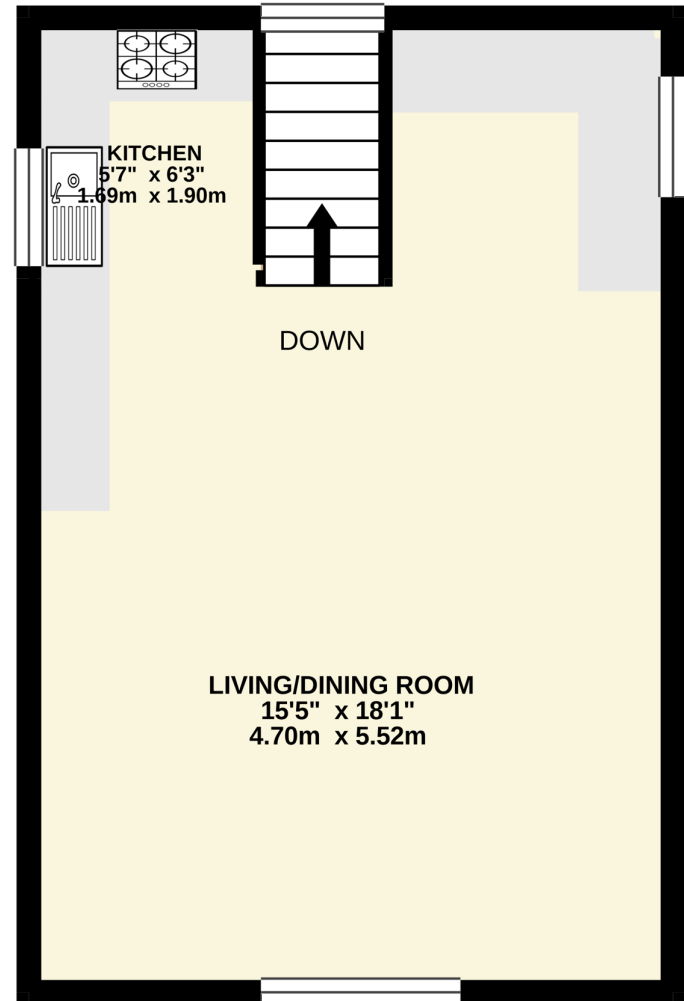 KITCHEN
5'7" x 6'3"
1.69m x 1.90m
DOWN
LIVING/DINING ROOM
15'5" x 18'1"
4.70m x 5.52m